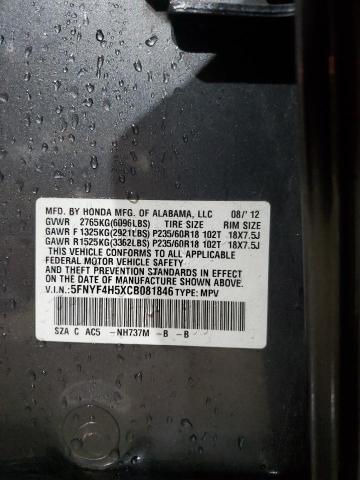 MFD. BY HONDA MFG. OF ALABAMA, LLC 08/'12
GVWR 2765KG(6096LBS) TIRE SIZE RIM SIZE
GAWR F 1325KG(2921LBS) P235/60R18 102T 18X7.5J
GAWR R1525KG(3362LBS) P235/60R18 102T 18X7.5J
THIS VEHICLE CONFORMS TO ALL APPLICABLE
FEDERAL MOTOR VEHICLE SAFETY AND
THEFT PREVENTION STANDARDS IN EFFECT
ON THE DATE OF MANUFACTURE SHOWN ABOVE.
V.I.N.: 5FNYF4H5XCB081846 TYPE: MPV
SZA C AC5 -NH737M -B -B